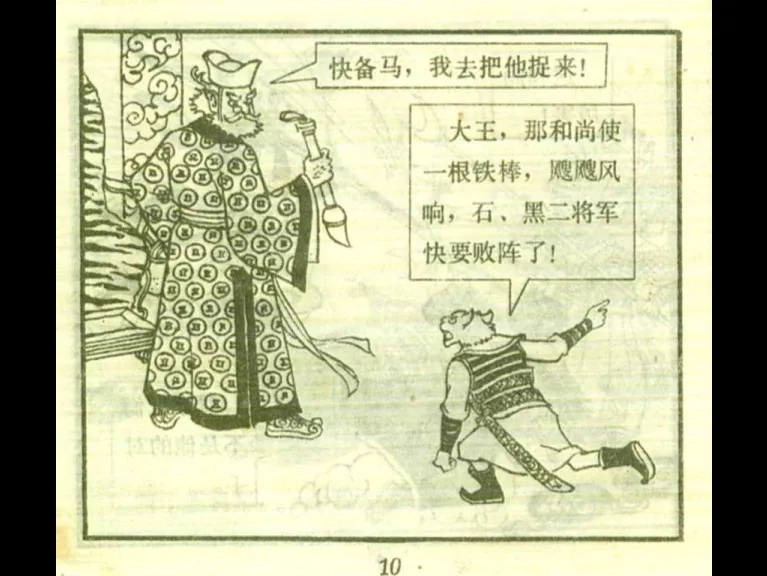 快备马，我去把他捉来！
大王，那和尚使
一根铁棒，飕飕风
响，石、黑二将军
快要败阵了！
10